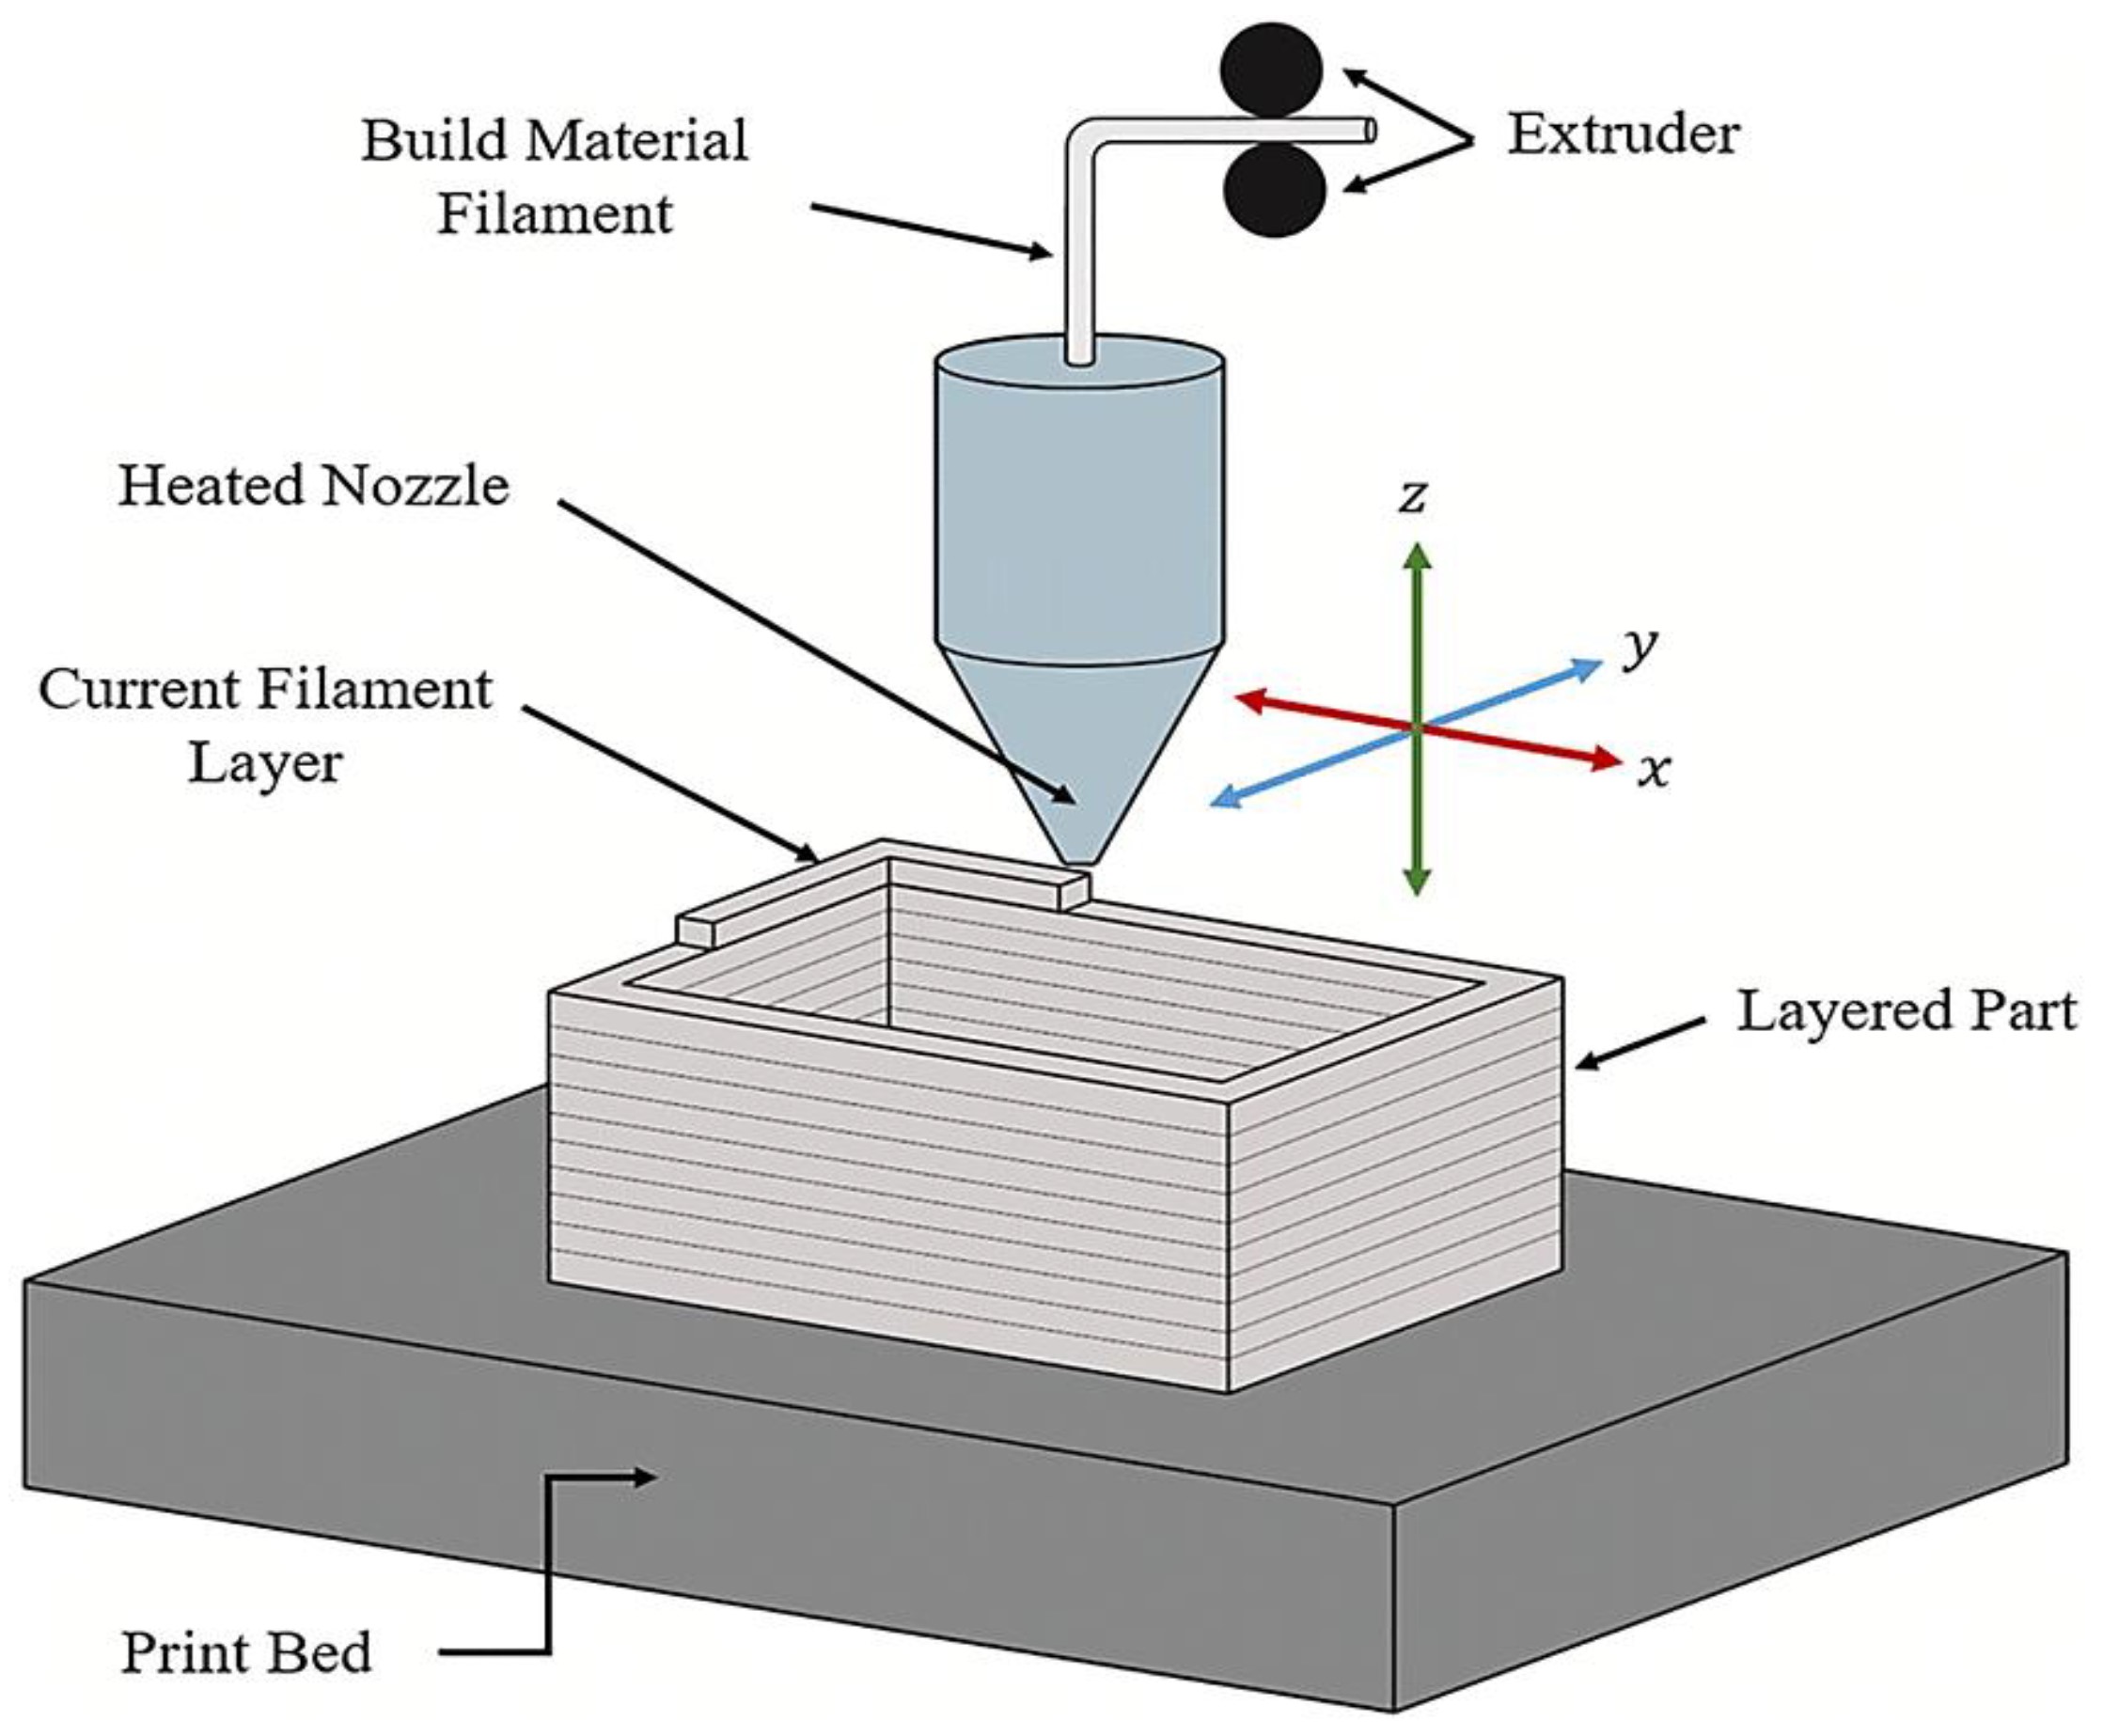 Build Material
Filament
Extruder
Heated Nozzle
z
y
x
Current Filament
Layer
Layered Part
Print Bed